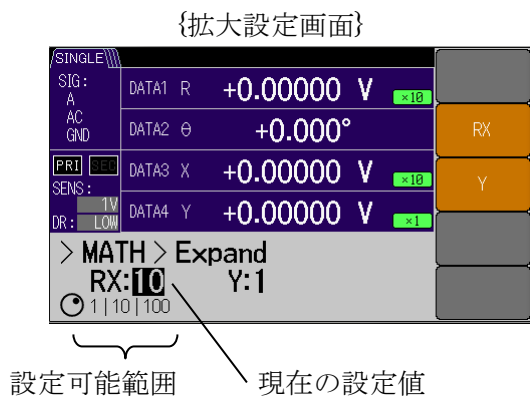 {拡大設定画面}
SINGLE
SIG:
A
AC
GND
DATA1 R +0.00000 V ×10
DATA2 θ +0.000°
PRI SEC
DATA3 X +0.00000 V ×10
SENS:
1V
DR: LOW
DATA4 Y +0.00000 V ×1
RX
Y
> MATH > Expand
RX:10 Y:1
1|10|100
設定可能範囲 現在の設定値